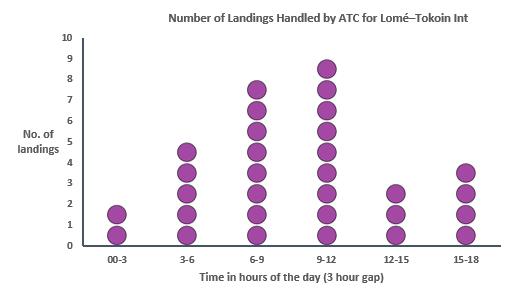 Number of Landings Handled by ATC for Lomé–Tokoin Int
10
9
8
7
6
5
4
3
2
1
0
No. of
landings
00-3 3-6 6-9 9-12 12-15 15-18
Time in hours of the day (3 hour gap)